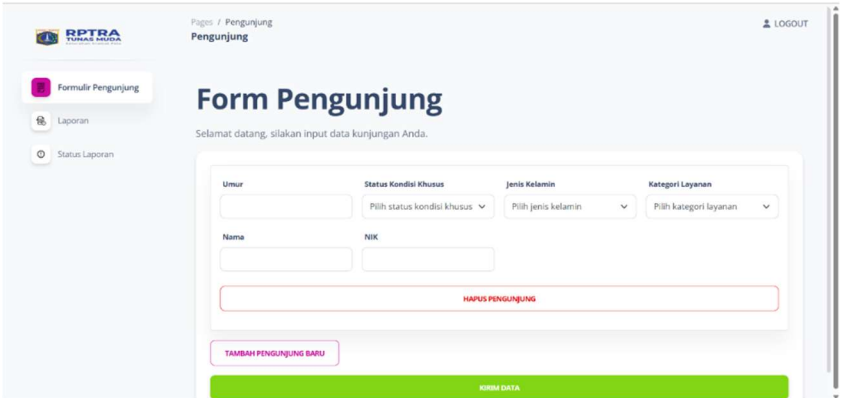 RPTRA
TUNAS MUDA
Pages / Pengunjung
Pengunjung
LOGOUT
Formulir Pengunjung
Laporan
Status Laporan
Form Pengunjung
Selamat datang, silakan input data kunjungan Anda.
Umur
Status Kondisi Khusus
Jenis Kelamin
Kategori Layanan
Pilih status kondisi khusus
Pilih jenis kelamin
Pilih kategori layanan
Nama
NIK
HAPUS PENGUNJUNG
TAMBAH PENGUNJUNG BARU
KIRIM DATA